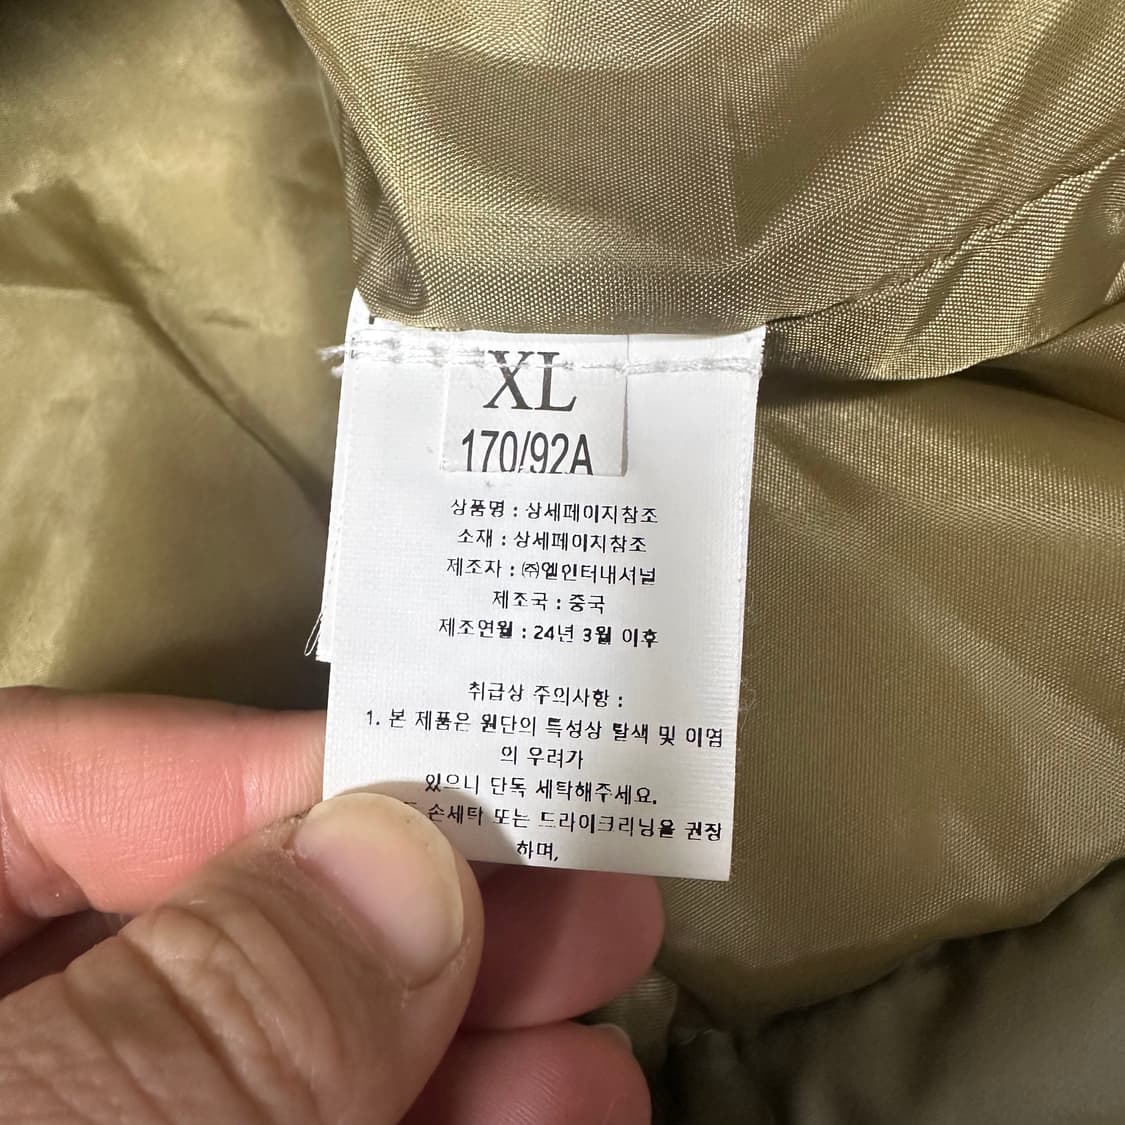 XL
170/92A
상품명 : 상세페이지참조
소재 : 상세페이지참조
제조자 : ㈜엘인터내셔널
제조국 : 중국
제조연월 : 24년 3월 이후
취급상 주의사항 :
1. 본 제품은 원단의 특성상 탈색 및 이염
의 우려가
있으니 단독 세탁해주세요.
손세탁 또는 드라이크리닝을 권장
하며,